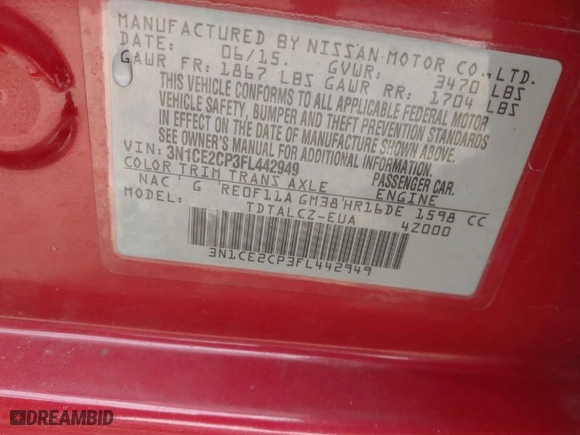 MANUFACTURED BY NISSAN MOTOR CO., LTD.
DATE: 06/15. GVWR: 3470 LBS
GAWR FR: 1867 LBS GAWR RR: 1704 LBS
THIS VEHICLE CONFORMS TO ALL APPLICABLE FEDERAL MOTOR
VEHICLE SAFETY, BUMPER AND THEFT PREVENTION STANDARDS
IN EFFECT ON THE DATE OF MANUFACTURE SHOWN ABOVE.
SEE OWNER'S MANUAL FOR ADDITIONAL INFORMATION.
VIN: 3N1CE2CP3FL442949 PASSENGER CAR.
COLOR TRIM TRANS AXLE ENGINE
NAC G RE0F11A GM38 HR16DE 1598 CC
TDTALCZ-EUA 42000
3N1CE2CP3FL442949
DREAMBID